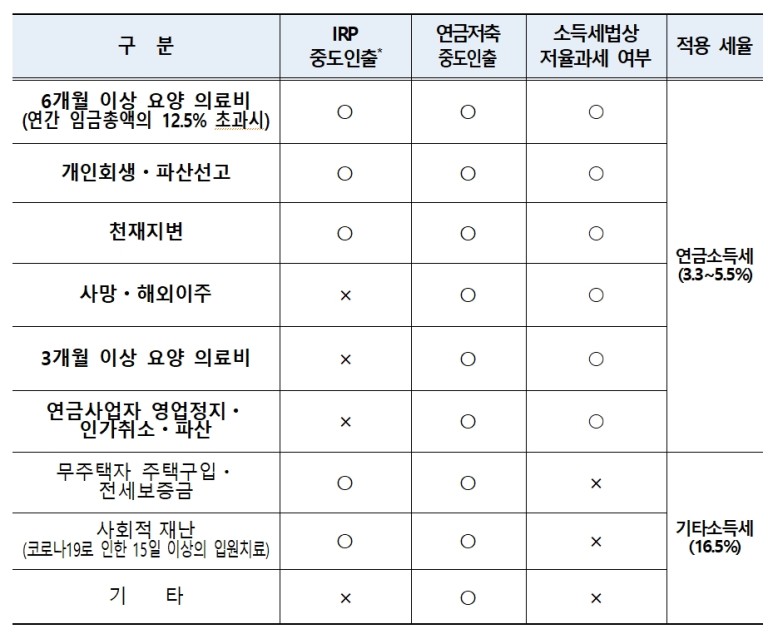 구 분 | IRP 중도인출* | 연금저축 중도인출 | 소득세법상 저율과세 여부 | 적용 세율
6개월 이상 요양 의료비 (연간 임금총액의 12.5% 초과시) | ○ | ○ | ○ | 연금소득세 (3.3~5.5%)
개인회생・파산선고 | ○ | ○ | ○
천재지변 | ○ | ○ | ○
사망・해외이주 | × | ○ | ○
3개월 이상 요양 의료비 | × | ○ | ○
연금사업자 영업정지・인가취소・파산 | × | ○ | ○
무주택자 주택구입・전세보증금 | ○ | ○ | × | 기타소득세 (16.5%)
사회적 재난 (코로나19로 인한 15일 이상의 입원치료) | ○ | ○ | ×
기 타 | × | ○ | ×